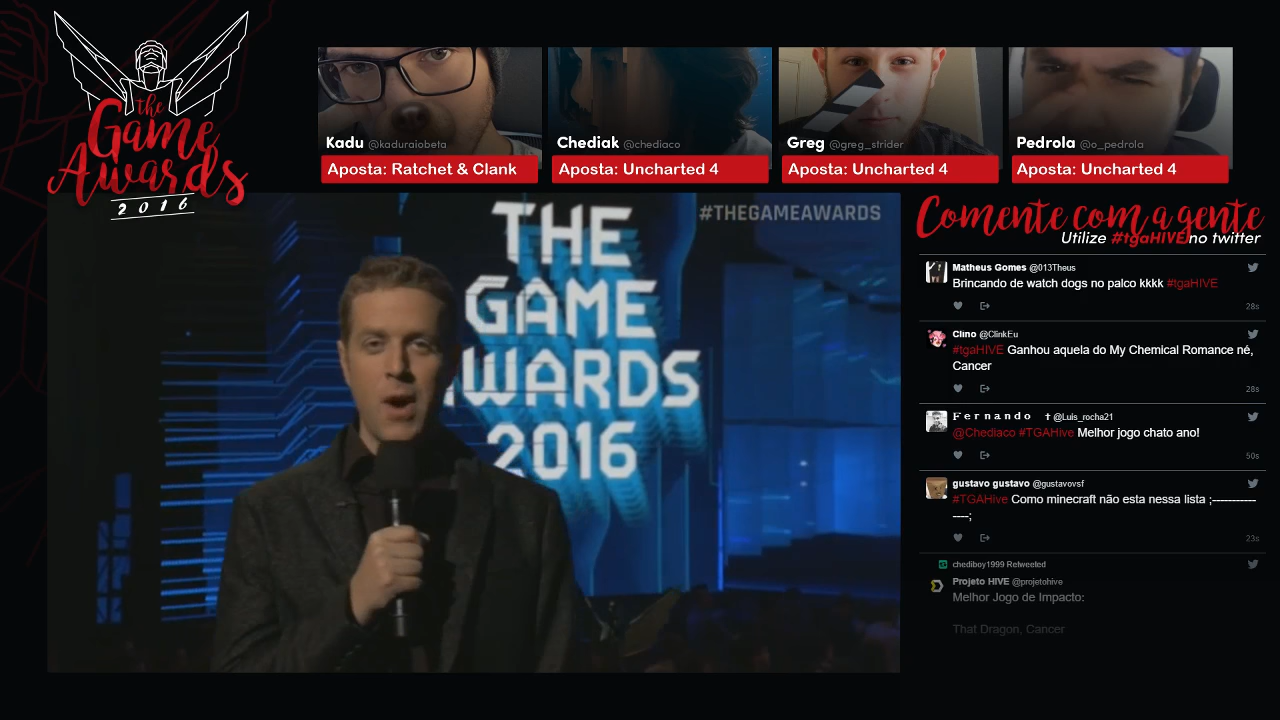 the
Game
Awards
2016
Kadu @kaduraiobeta
Aposta: Ratchet & Clank
Chediak @chediaco
Aposta: Uncharted 4
Greg @greg_strider
Aposta: Uncharted 4
Pedrola @o_pedrola
Aposta: Uncharted 4
#THEGAMEAWARDS
THE
GAME
AWARDS
2016
Comente com a gente
Utilize #tgaHIVE no twitter
Matheus Gomes @013Theus
Brincando de watch dogs no palco kkkk #tgaHIVE
28s
Clino @ClinkEu
#tgaHIVE Ganhou aquela do My Chemical Romance né,
Cancer
28s
Fernando ✝ @Luis_rocha21
@Chediaco #TGAHive Melhor jogo chato ano!
50s
gustavo gustavo @gustavovsf
#TGAHIve Como minecraft não esta nessa lista ;------------
----;
23s
chediboy1999 Retweeted
Projeto HIVE @projetohive
Melhor Jogo de Impacto:
That Dragon, Cancer